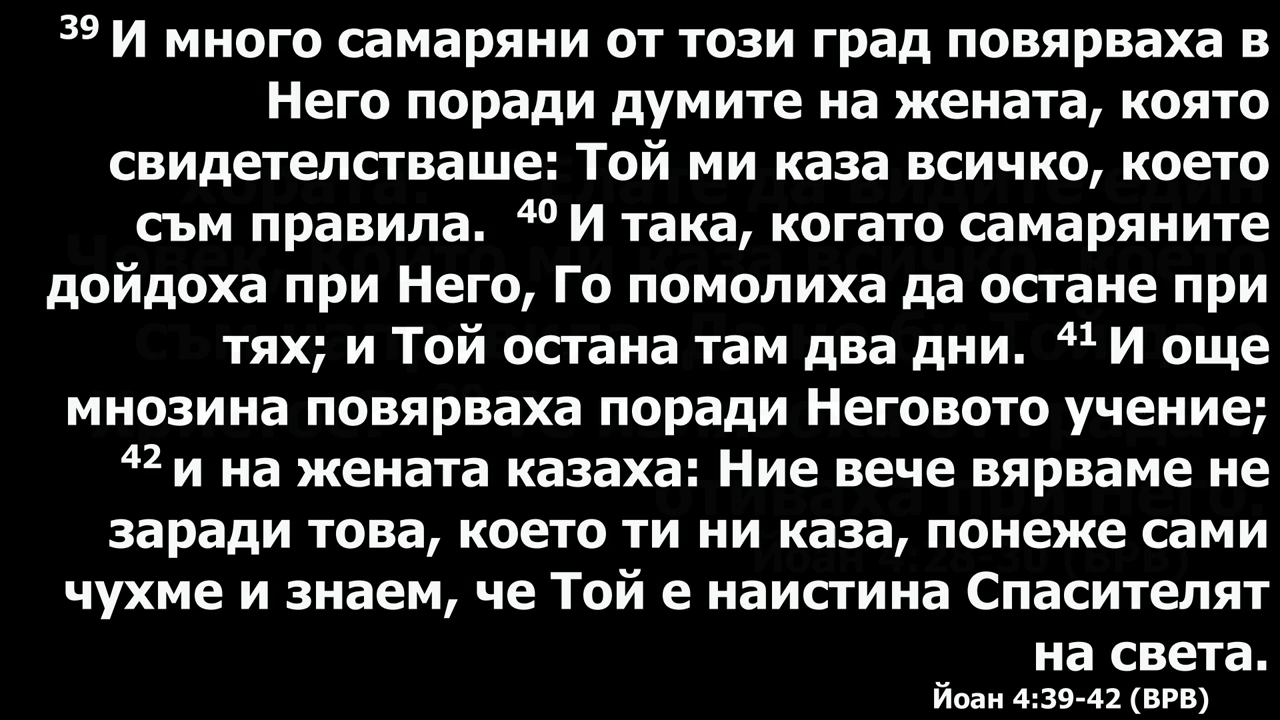 39 И много самаряни от този град повярваха в
Него поради думите на жената, която
свидетелстваше: Той ми каза всичко, което
съм правила. 40 И така, когато самаряните
дойдоха при Него, Го помолиха да остане при
тях; и Той остана там два дни. 41 И още
мнозина повярваха поради Неговото учение;
42 и на жената казаха: Ние вече вярваме не
заради това, което ти ни каза, понеже сами
чухме и знаем, че Той е наистина Спасителят
на света.
Йоан 4:39-42 (ВРВ)